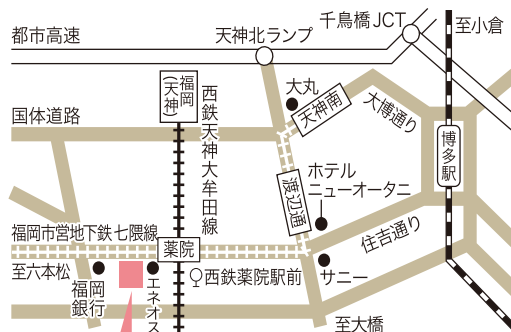 都市高速
天神北ランプ
千鳥橋JCT
至小倉
福岡
(天神)
西鉄天神大牟田線
大丸
天神南
大博通り
国体道路
博多駅
渡辺通
ホテル
ニューオータニ
住吉通り
福岡市営地下鉄七隈線
薬院
至六本松
福岡
銀行
エネオス
西鉄薬院駅前
サニー
至大橋